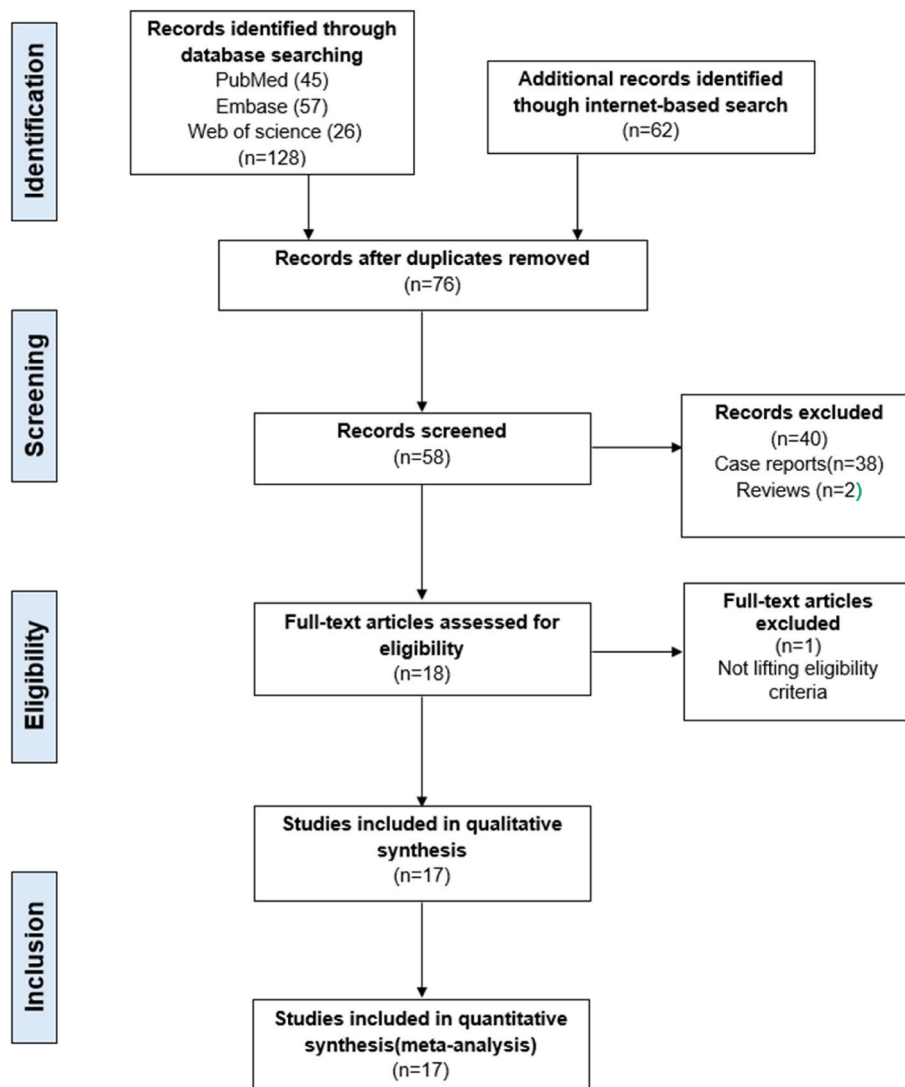 Identification
Records identified through
database searching
PubMed (45)
Embase (57)
Web of science (26)
(n=128)
Additional records identified
though internet-based search
(n=62)
Records after duplicates removed
(n=76)
Screening
Records screened
(n=58)
Records excluded
(n=40)
Case reports(n=38)
Reviews (n=2)
Eligibility
Full-text articles assessed for
eligibility
(n=18)
Full-text articles
excluded
(n=1)
Not lifting eligibility
criteria
Studies included in qualitative
synthesis
(n=17)
Inclusion
Studies included in quantitative
synthesis(meta-analysis)
(n=17)